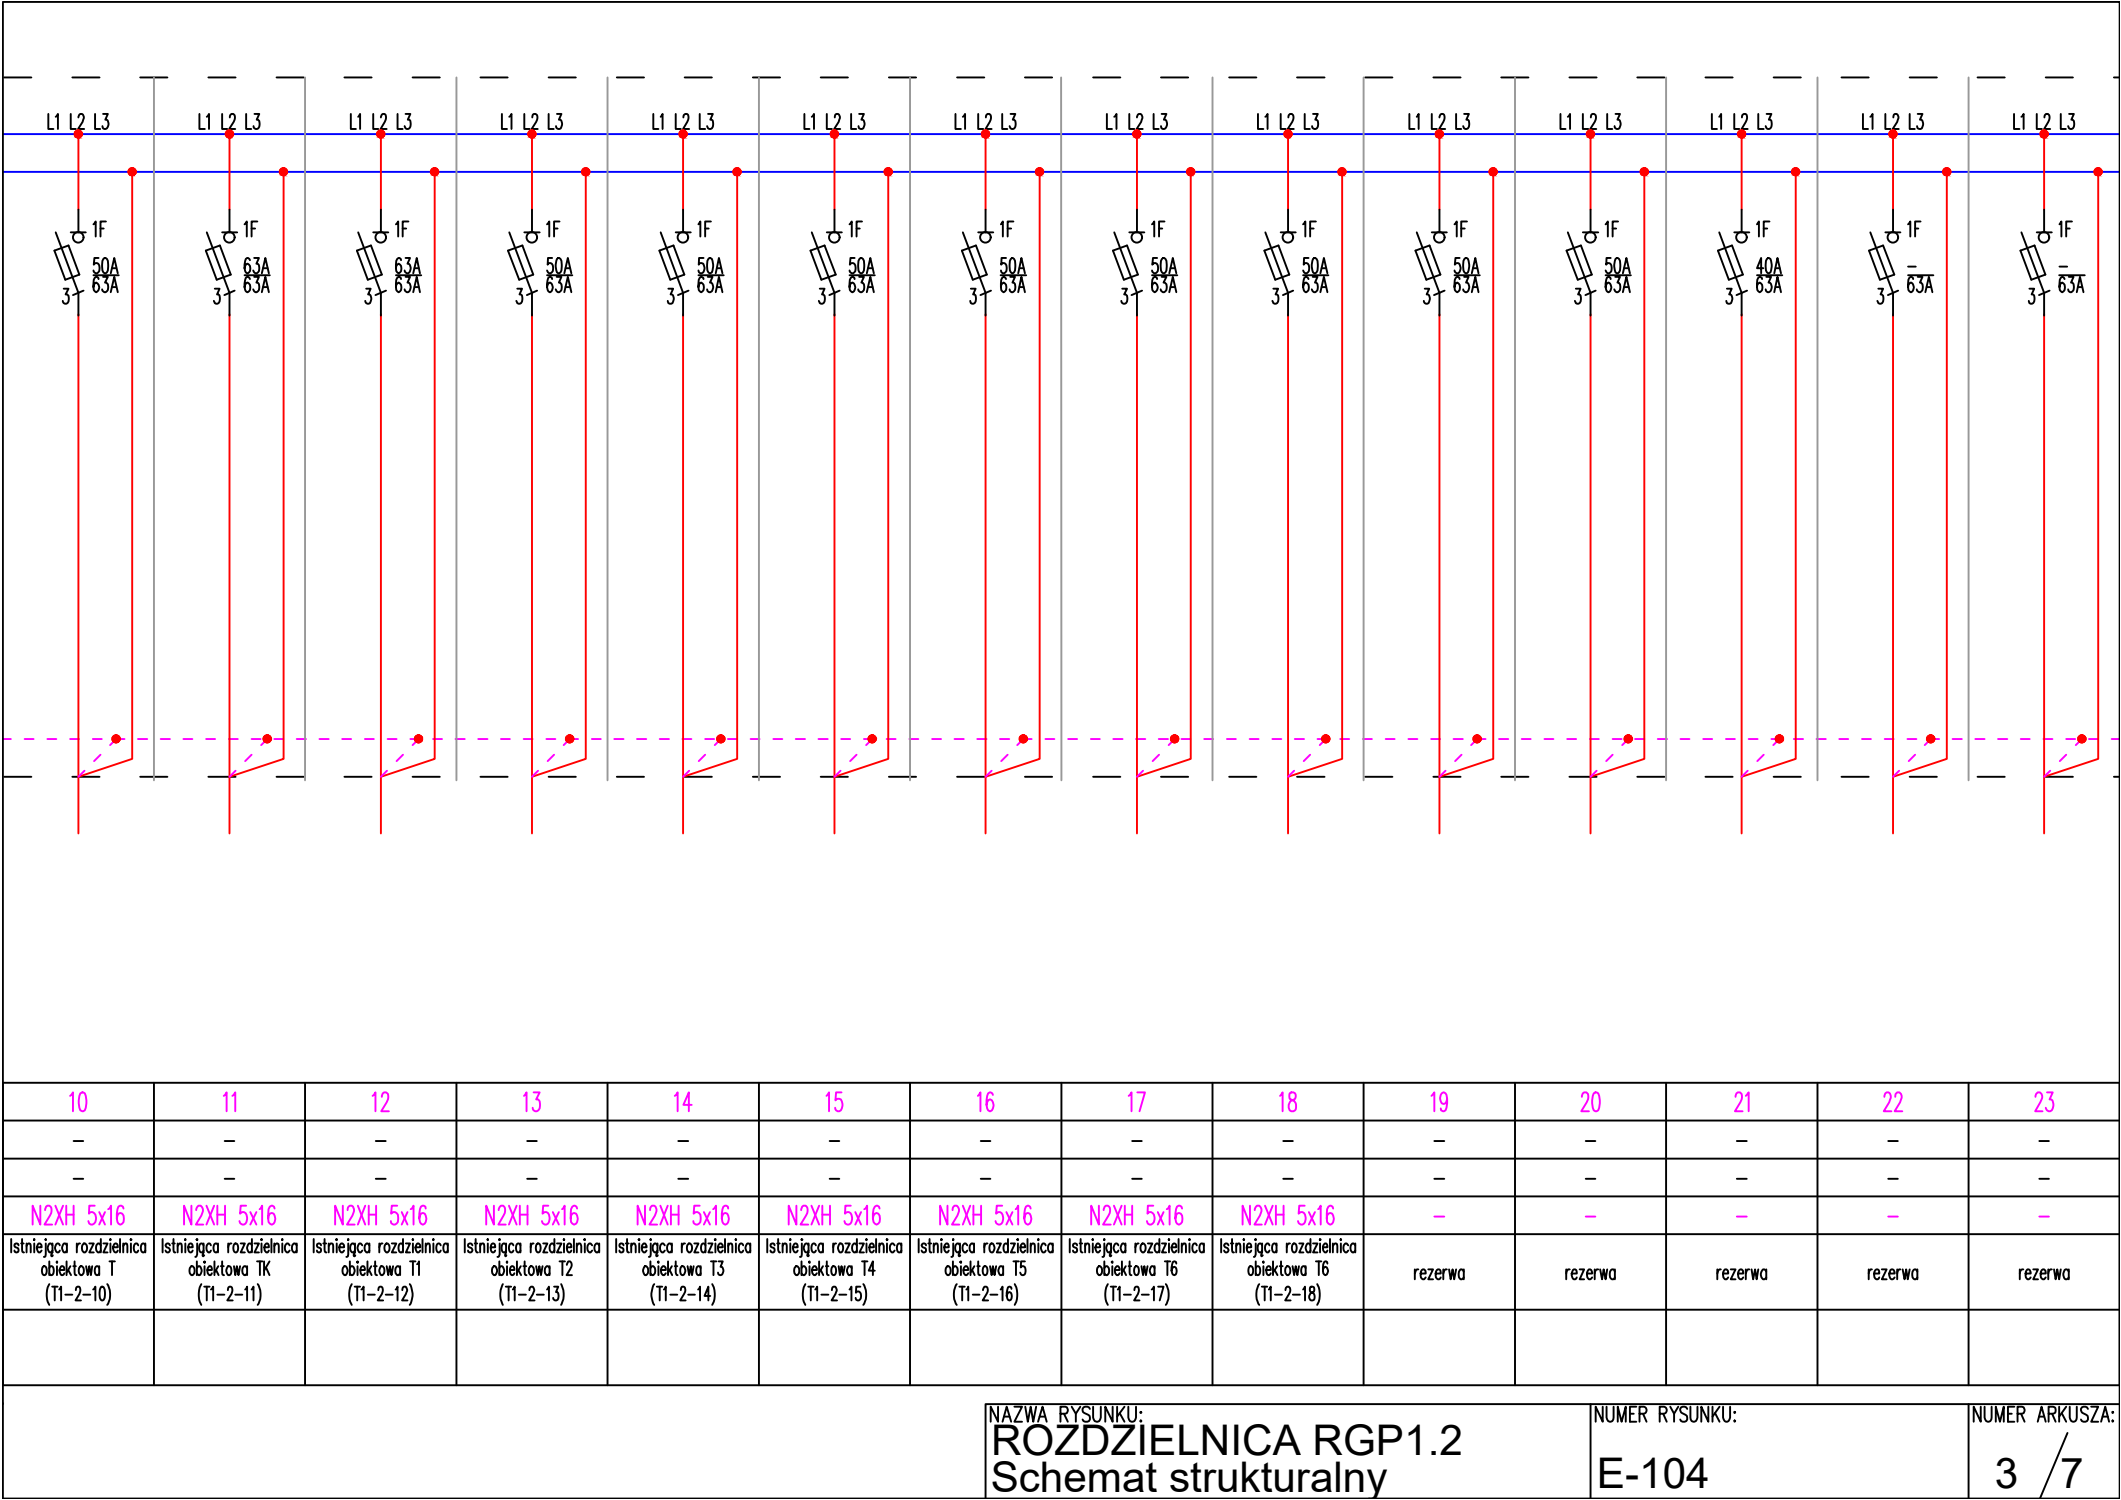 L1 L2 L3 L1 L2 L3 L1 L2 L3 L1 L2 L3 L1 L2 L3 L1 L2 L3 L1 L2 L3 L1 L2 L3 L1 L2 L3 L1 L2 L3 L1 L2 L3 L1 L2 L3 L1 L2 L3 L1 L2 L3
1F 1F 1F 1F 1F 1F 1F 1F 1F 1F 1F 1F 1F 1F
50A 63A 63A 50A 50A 50A 50A 50A 50A 50A 50A 40A - -
63A 63A 63A 63A 63A 63A 63A 63A 63A 63A 63A 63A 63A 63A
3 3 3 3 3 3 3 3 3 3 3 3 3 3
10 11 12 13 14 15 16 17 18 19 20 21 22 23
- - - - - - - - - - - - - -
- - - - - - - - - - - - - -
N2XH 5x16 N2XH 5x16 N2XH 5x16 N2XH 5x16 N2XH 5x16 N2XH 5x16 N2XH 5x16 N2XH 5x16 N2XH 5x16 - - - - -
Istniejąca rozdzielnica
obiektowa T
(T1-2-10)
Istniejąca rozdzielnica
obiektowa TK
(T1-2-11)
Istniejąca rozdzielnica
obiektowa T1
(T1-2-12)
Istniejąca rozdzielnica
obiektowa T2
(T1-2-13)
Istniejąca rozdzielnica
obiektowa T3
(T1-2-14)
Istniejąca rozdzielnica
obiektowa T4
(T1-2-15)
Istniejąca rozdzielnica
obiektowa T5
(T1-2-16)
Istniejąca rozdzielnica
obiektowa T6
(T1-2-17)
Istniejąca rozdzielnica
obiektowa T6
(T1-2-18)
rezerwa
rezerwa
rezerwa
rezerwa
rezerwa
NAZWA RYSUNKU:
ROZDZIELNICA RGP1.2
Schemat strukturalny
NUMER RYSUNKU:
E-104
NUMER ARKUSZA:
3/7